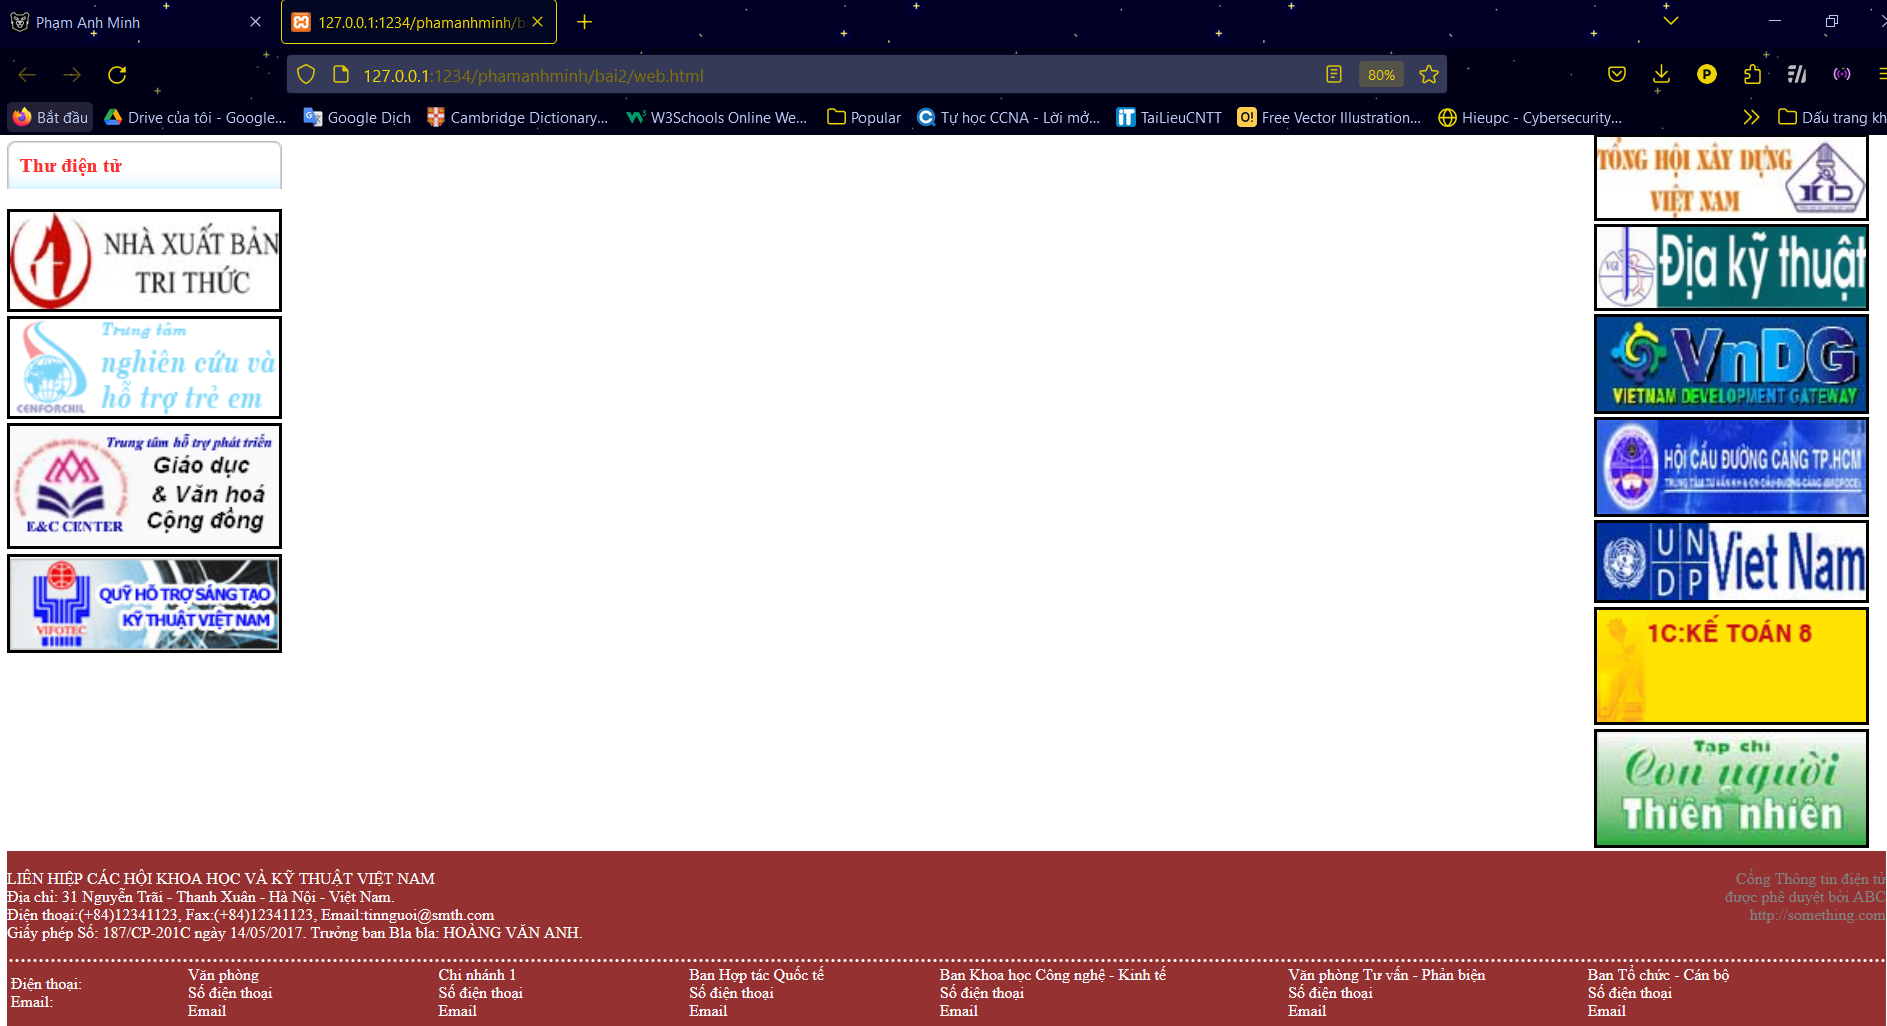 Phạm Anh Minh
127.0.0.1:1234/phamanhminh/b
127.0.0.1:1234/phamanhminh/bai2/web.html
80%
P
Bắt đầu
Drive của tôi - Google...
Google Dịch
Cambridge Dictionary...
W3Schools Online We...
Popular
Tự học CCNA - Lời mở...
iT TaiLieuCNTT
O! Free Vector Illustration...
Hieupc - Cybersecurity...
Dấu trang kh
Thư điện tử
NHÀ XUẤT BẢN
TRI THỨC
Trung tâm
nghiên cứu và
hỗ trợ trẻ em
CENFORCHIL
Trung tâm hỗ trợ phát triển
Giáo dục
& Văn hoá
Cộng đồng
E&C CENTER
QUỸ HỖ TRỢ SÁNG TẠO
KỸ THUẬT VIỆT NAM
VIFOTEC
TỔNG HỘI XÂY DỰNG
VIỆT NAM
VGI
Địa kỹ thuật
VnDG
VIETNAM DEVELOPMENT GATEWAY
HỘI CẦU ĐƯỜNG CẢNG TP.HCM
UN
DP
Viet Nam
1C:KẾ TOÁN 8
Tạp chí
Con người
Thiên nhiên
LIÊN HIỆP CÁC HỘI KHOA HỌC VÀ KỸ THUẬT VIỆT NAM
Địa chỉ: 31 Nguyễn Trãi - Thanh Xuân - Hà Nội - Việt Nam.
Điện thoại:(+84)12341123, Fax:(+84)12341123, Email:tinnguoi@smth.com
Giấy phép Số: 187/CP-201C ngày 14/05/2017. Trưởng ban Bla bla: HOÀNG VĂN ANH.
Cổng Thông tin điện tử
được phê duyệt bởi ABC
http://something.com
Điện thoại:
Email:
Văn phòng
Số điện thoại
Email
Chi nhánh 1
Số điện thoại
Email
Ban Hợp tác Quốc tế
Số điện thoại
Email
Ban Khoa học Công nghệ - Kinh tế
Số điện thoại
Email
Văn phòng Tư vấn - Phản biện
Số điện thoại
Email
Ban Tổ chức - Cán bộ
Số điện thoại
Email